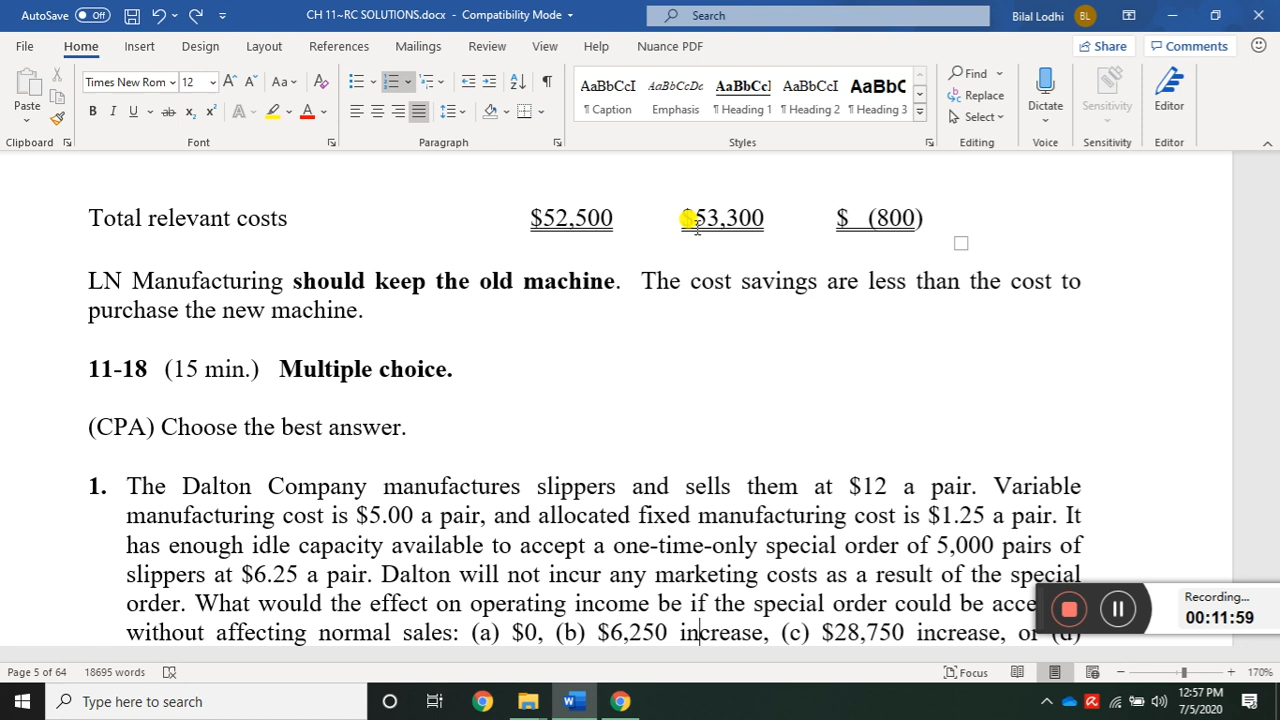 AutoSave Off CH 11~RC SOLUTIONS.docx - Compatibility Mode Search Bilal Lodhi BL
File Home Insert Design Layout References Mailings Review View Help Nuance PDF Share Comments
Times New Rom 12 Aa AaBbCcI AaBbCcDc AaBbCcI AaBbCcI AaBbC Find
Paste Replace Dictate Sensitivity Editor
B I U ab x₂ x² A A Caption Emphasis Heading 1 Heading 2 Heading 3 Select
Clipboard Font Paragraph Styles Editing Voice Sensitivity Editor
Total relevant costs $52,500 $53,300 $ (800)
LN Manufacturing should keep the old machine. The cost savings are less than the cost to
purchase the new machine.
11-18 (15 min.) Multiple choice.
(CPA) Choose the best answer.
1. The Dalton Company manufactures slippers and sells them at $12 a pair. Variable
manufacturing cost is $5.00 a pair, and allocated fixed manufacturing cost is $1.25 a pair. It
has enough idle capacity available to accept a one-time-only special order of 5,000 pairs of
slippers at $6.25 a pair. Dalton will not incur any marketing costs as a result of the special
order. What would the effect on operating income be if the special order could be acce
without affecting normal sales: (a) $0, (b) $6,250 increase, (c) $28,750 increase, or (d)
Recording...
00:11:59
Page 5 of 64 18695 words Focus 170%
Type here to search 12:57 PM
7/5/2020